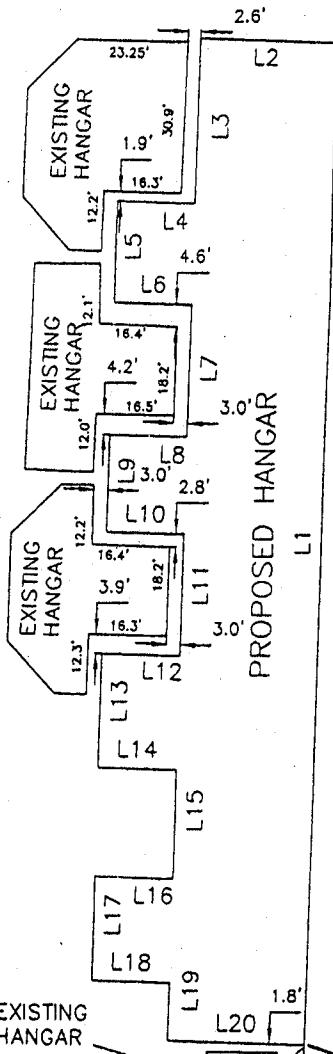 2.6'
23.25'
L2
EXISTING
HANGAR
30.9'
L3
1.9'
16.3'
12.2'
L4
L5
4.6'
L6
12.1'
16.4'
EXISTING
HANGAR
4.2'
18.2'
L7
16.5'
12.0'
3.0'
L8
L9
3.0'
L10
2.8'
12.2'
16.4'
EXISTING
HANGAR
3.9'
18.2'
L11
16.3'
12.3'
3.0'
L12
PROPOSED HANGAR
L1
L13
L14
L15
L16
L17
L18
L19
1.8'
L20
EXISTING
HANGAR